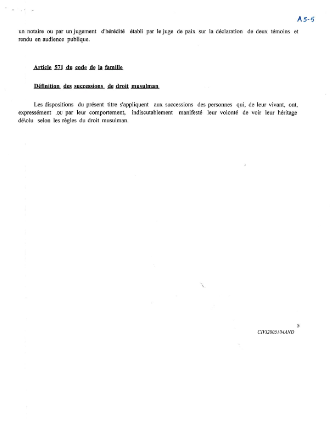 A5-5
un notaire ou par un jugement d'hérédité établi par le juge de paix sur la déclaration de deux témoins et
rendu en audience publique.
Article 571 du code de la famille
Définition des successions de droit musulman
Les dispositions du présent titre s'appliquent aux successions des personnes qui, de leur vivant, ont,
expressément ou par leur comportement, indiscutablement manifesté leur volonté de voir leur héritage
dévolu selon les règles du droit musulman.